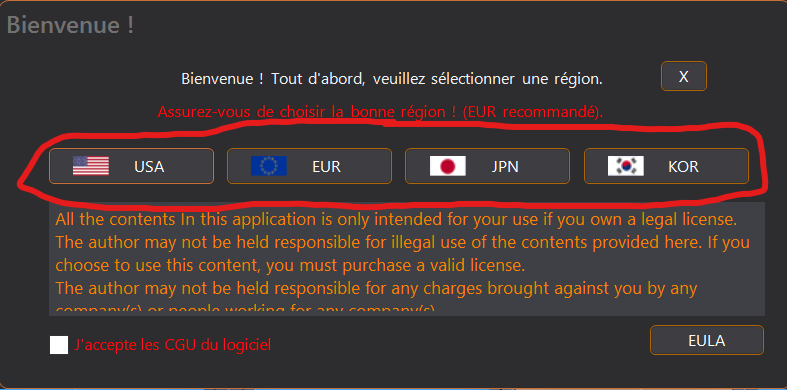 Bienvenue !
Bienvenue ! Tout d'abord, veuillez sélectionner une région.
X
Assurez-vous de choisir la bonne région ! (EUR recommandé).
USA EUR JPN KOR
All the contents In this application is only intended for your use if you own a legal license.
The author may not be held responsible for illegal use of the contents provided here. If you
choose to use this content, you must purchase a valid license.
The author may not be held responsible for any charges brought against you by any
company(s) or people working for any company(s)
J'accepte les CGU du logiciel
EULA